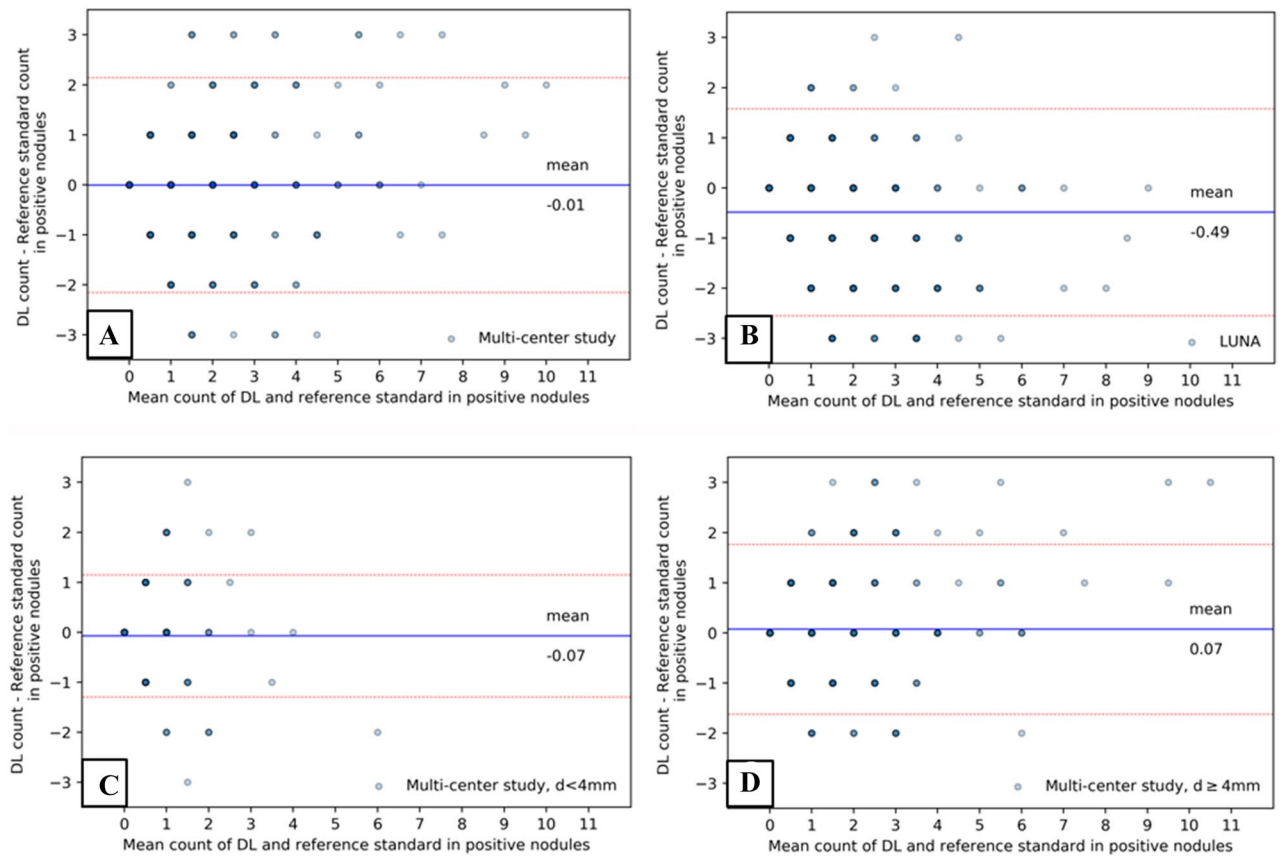 DL count - Reference standard count
in positive nodules
3
2
1
0
−1
−2
−3
mean
-0.01
A
Multi-center study
0 1 2 3 4 5 6 7 8 9 10 11
Mean count of DL and reference standard in positive nodules
DL count - Reference standard count
in positive nodules
3
2
1
0
−1
−2
−3
mean
-0.49
B
LUNA
0 1 2 3 4 5 6 7 8 9 10 11
Mean count of DL and reference standard in positive nodules
DL count - Reference standard count
in positive nodules
3
2
1
0
−1
−2
−3
mean
-0.07
C
Multi-center study, d<4mm
0 1 2 3 4 5 6 7 8 9 10 11
Mean count of DL and reference standard in positive nodules
DL count - Reference standard count
in positive nodules
3
2
1
0
−1
−2
−3
mean
0.07
D
Multi-center study, d ≥ 4mm
0 1 2 3 4 5 6 7 8 9 10 11
Mean count of DL and reference standard in positive nodules